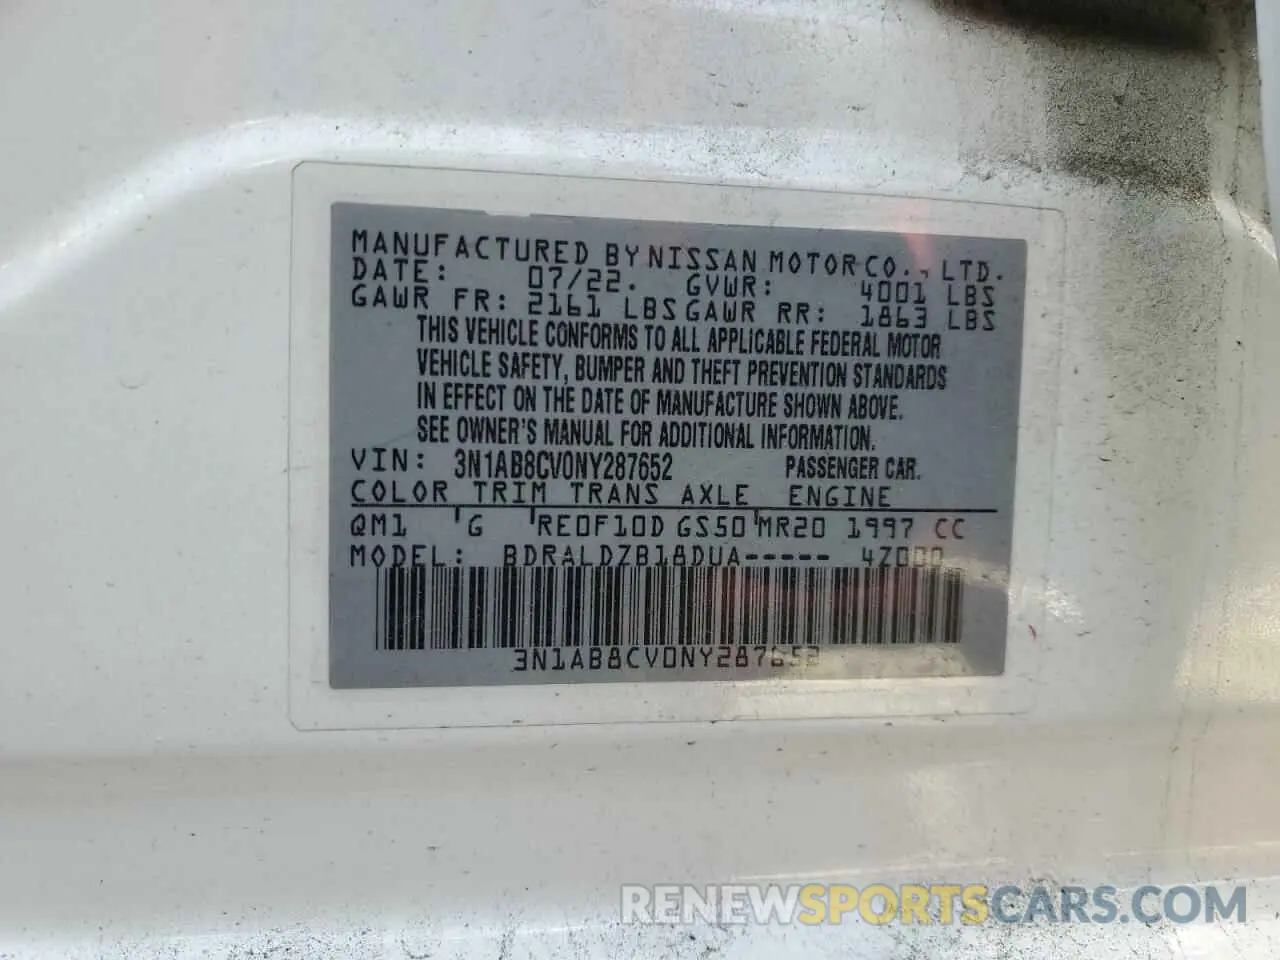 MANUFACTURED BY NISSAN MOTOR CO., LTD.
DATE: 07/22. GVWR: 4001 LBS
GAWR FR: 2161 LBS GAWR RR: 1863 LBS
THIS VEHICLE CONFORMS TO ALL APPLICABLE FEDERAL MOTOR
VEHICLE SAFETY, BUMPER AND THEFT PREVENTION STANDARDS
IN EFFECT ON THE DATE OF MANUFACTURE SHOWN ABOVE.
SEE OWNER'S MANUAL FOR ADDITIONAL INFORMATION.
VIN: 3N1AB8CV0NY287652 PASSENGER CAR.
COLOR TRIM TRANS AXLE ENGINE
QM1 G RE0F10D GS50 MR20 1997 CC
MODEL: BDRALDZB18DUA----- 4Z000
3N1AB8CV0NY287652
RENEWSPORTSCARS.COM